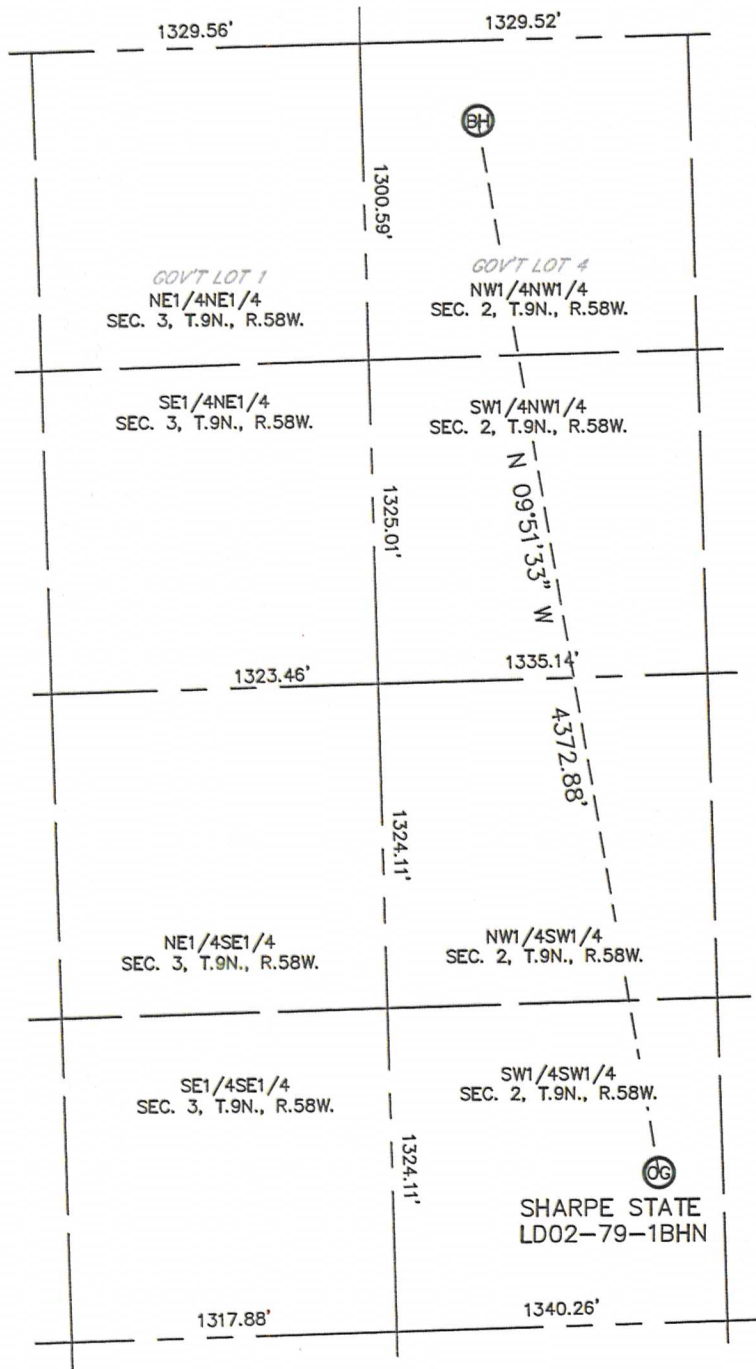 1329.56'
1329.52'
BH
1300.59'
GOV'T LOT 1
NE1/4NE1/4
SEC. 3, T.9N., R.58W.
GOV'T LOT 4
NW1/4NW1/4
SEC. 2, T.9N., R.58W.
SE1/4NE1/4
SEC. 3, T.9N., R.58W.
SW1/4NW1/4
SEC. 2, T.9N., R.58W.
N 09°51'33" W
1325.01'
1323.46'
1335.14'
4372.88'
1324.11'
NE1/4SE1/4
SEC. 3, T.9N., R.58W.
NW1/4SW1/4
SEC. 2, T.9N., R.58W.
SE1/4SE1/4
SEC. 3, T.9N., R.58W.
SW1/4SW1/4
SEC. 2, T.9N., R.58W.
1324.11'
OG
SHARPE STATE
LD02-79-1BHN
1317.88'
1340.26'